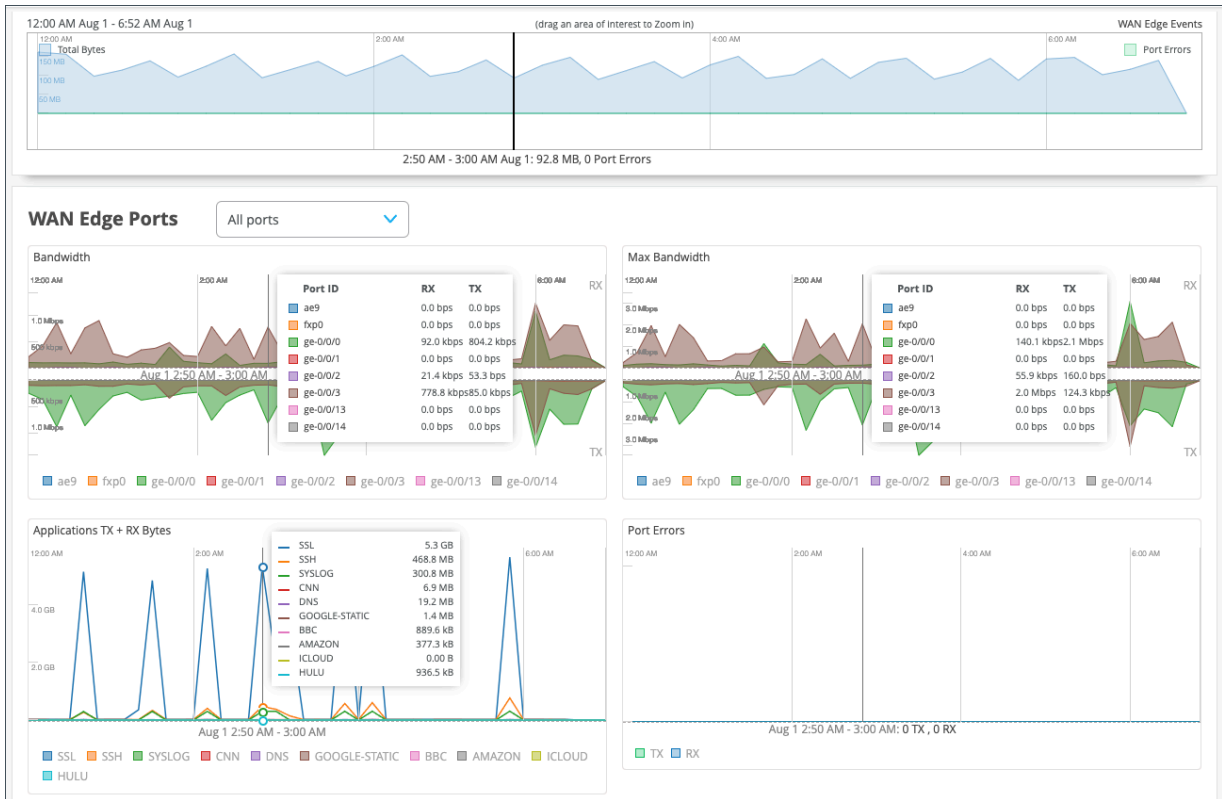 12:00 AM Aug 1 - 6:52 AM Aug 1
(drag an area of interest to Zoom in)
WAN Edge Events
12:00 AM
2:00 AM
4:00 AM
6:00 AM
Total Bytes
Port Errors
150 MB
100 MB
50 MB
2:50 AM - 3:00 AM Aug 1: 92.8 MB, 0 Port Errors
WAN Edge Ports
All ports
Bandwidth
12:00 AM
2:00 AM
6:00 AM
RX
Port ID RX TX
ae9 0.0 bps 0.0 bps
fxp0 0.0 bps 0.0 bps
ge-0/0/0 92.0 kbps 804.2 kbps
ge-0/0/1 0.0 bps 0.0 bps
ge-0/0/2 21.4 kbps 53.3 bps
ge-0/0/3 778.8 kbps 85.0 kbps
ge-0/0/13 0.0 bps 0.0 bps
ge-0/0/14 0.0 bps 0.0 bps
1.0 Mbps
500 kbps
Aug 1 2:50 AM - 3:00 AM
500 kbps
1.0 Mbps
TX
ae9 fxp0 ge-0/0/0 ge-0/0/1 ge-0/0/2 ge-0/0/3 ge-0/0/13 ge-0/0/14
Max Bandwidth
12:00 AM
2:00 AM
6:00 AM
RX
Port ID RX TX
ae9 0.0 bps 0.0 bps
fxp0 0.0 bps 0.0 bps
ge-0/0/0 140.1 kbps 2.1 Mbps
ge-0/0/1 0.0 bps 0.0 bps
ge-0/0/2 55.9 kbps 160.0 bps
ge-0/0/3 2.0 Mbps 124.3 kbps
ge-0/0/13 0.0 bps 0.0 bps
ge-0/0/14 0.0 bps 0.0 bps
3.0 Mbps
2.0 Mbps
1.0 Mbps
Aug 1 2:50 AM - 3:00 AM
1.0 Mbps
2.0 Mbps
3.0 Mbps
TX
ae9 fxp0 ge-0/0/0 ge-0/0/1 ge-0/0/2 ge-0/0/3 ge-0/0/13 ge-0/0/14
Applications TX + RX Bytes
12:00 AM
2:00 AM
6:00 AM
SSL 5.3 GB
SSH 468.8 MB
SYSLOG 300.8 MB
CNN 6.9 MB
DNS 19.2 MB
GOOGLE-STATIC 1.4 MB
BBC 889.6 kB
AMAZON 377.3 kB
ICLOUD 0.00 B
HULU 936.5 kB
4.0 GB
2.0 GB
Aug 1 2:50 AM - 3:00 AM
SSL SSH SYSLOG CNN DNS GOOGLE-STATIC BBC AMAZON ICLOUD
HULU
Port Errors
12:00 AM
2:00 AM
4:00 AM
6:00 AM
Aug 1 2:50 AM - 3:00 AM: 0 TX , 0 RX
TX RX